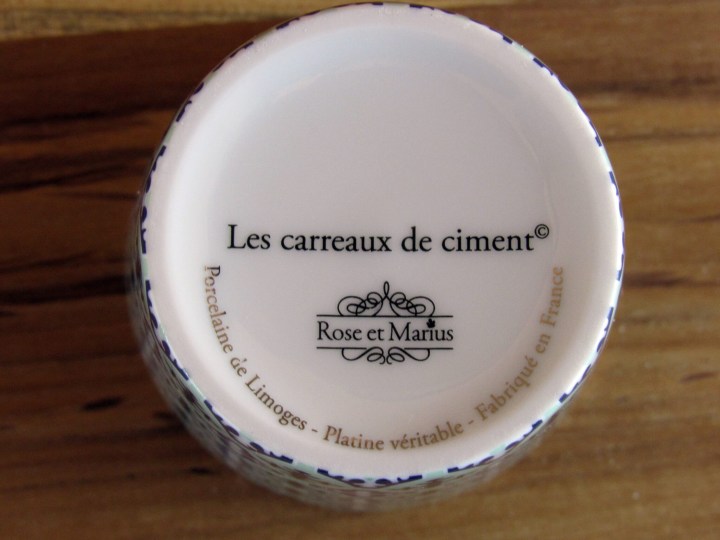 Les carreaux de ciment©
Rose et Marius
Porcelaine de Limoges - Platine véritable - Fabriqué en France